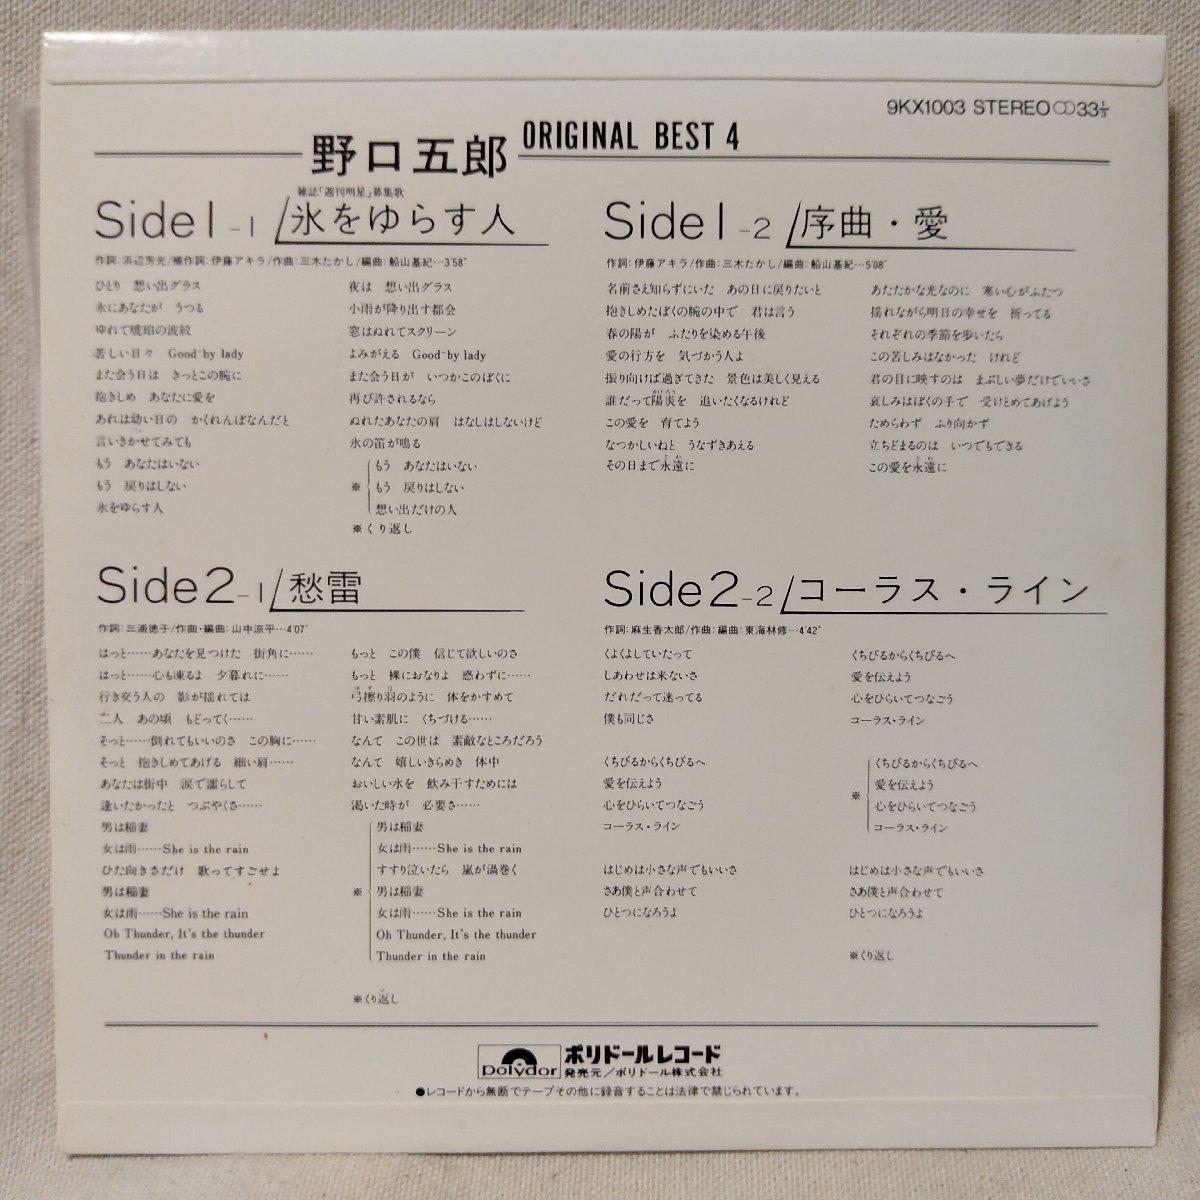 9KX1003 STEREO 33⅓
野口五郎 ORIGINAL BEST 4
雑誌「週刊明星」募集歌
Side1-1/氷をゆらす人
作詞:浜辺芳光/補作詞:伊藤アキラ/作曲:三木たかし/編曲:船山基紀…3'58"
ひとり 想い出グラス
氷にあなたが うつる
ゆれて琥珀の波紋
苦しい日々 Good-by lady
また会う日は きっとこの腕に
抱きしめ あなたに愛を
あれは幼い日の かくれんぼなんだと
言いきかせてみても
もう あなたはいない
もう 戻りはしない
氷をゆらす人
夜は 想い出グラス
小雨が降り出す都会
窓はぬれてスクリーン
よみがえる Good-by lady
また会う日が いつかこのぼくに
再び許されるなら
ぬれたあなたの肩 はなしはしないけど
氷の笛が鳴る
もう あなたはいない
※ もう 戻りはしない
想い出だけの人
※くり返し
Side1-2/序曲・愛
作詞:伊藤アキラ/作曲:三木たかし/編曲:船山基紀…5'08"
名前さえ知らずにいた あの日に戻りたいと
抱きしめたぼくの腕の中で 君は言う
春の陽が ふたりを染める午後
愛の行方を 気づかう人よ
振り向けば過ぎてきた 景色は美しく見える
誰だって陽炎を 追いたくなるけれど
この愛を 育てよう
なつかしいねと うなずきあえる
その日まで永遠に
あたたかな光なのに 寒い心がふたつ
揺れながら明日の幸せを 祈ってる
それぞれの季節を歩いたら
この苦しみはなかった けれど
君の目に映すのは まぶしい夢だけでいいさ
哀しみはぼくの手で 受けとめてあげよう
ためらわず ふり向かず
立ちどまるのは いつでもできる
この愛を永遠に
Side2-1/愁雷
作詞:三浦徳子/作曲・編曲:山中涼平…4'07"
はっと……あなたを見つけた 街角に……
はっと……心も凍るよ 夕暮れに……
行き交う人の 影が揺れては
二人 あの頃 もどってく……
そっと……倒れてもいいのさ この胸に……
そっと 抱きしめてあげる 細い肩……
あなたは街中 涙で濡らして
逢いたかったと つぶやくさ……
男は稲妻
女は雨……She is the rain
ひた向きさだけ 歌ってすごせよ
男は稲妻
女は雨……She is the rain
Oh Thunder, It's the thunder
Thunder in the rain
もっと この僕 信じて欲しいのさ
もっと 裸におなりよ 惑わずに……
弓擦り羽のように 体をかすめて
甘い素肌に くちづける……
なんて この世は 素敵なところだろう
なんて 嬉しいきらめき 体中
おいしい水を 飲み干すためには
渇いた時が 必要さ……
男は稲妻
女は雨……She is the rain
すすり泣いたら 嵐が渦巻く
※ 男は稲妻
女は雨……She is the rain
Oh Thunder, It's the thunder
Thunder in the rain
※くり返し
Side2-2/コーラス・ライン
作詞:麻生香太郎/作曲:編曲:東海林修…4'42"
くよくよしていたって
しあわせは来ないさ
だれだって迷ってる
僕も同じさ
くちびるからくちびるへ
愛を伝えよう
心をひらいてつなごう
コーラス・ライン
はじめは小さな声でもいいさ
さあ僕と声合わせて
ひとつになろうよ
くちびるからくちびるへ
愛を伝えよう
心をひらいてつなごう
コーラス・ライン
くちびるからくちびるへ
愛を伝えよう
※ 心をひらいてつなごう
コーラス・ライン
はじめは小さな声でもいいさ
さあ僕と声合わせて
ひとつになろうよ
※くり返し
polydor ポリドールレコード
発売元/ポリドール株式会社
●レコードから無断でテープその他に録音することは法律で禁じられています。